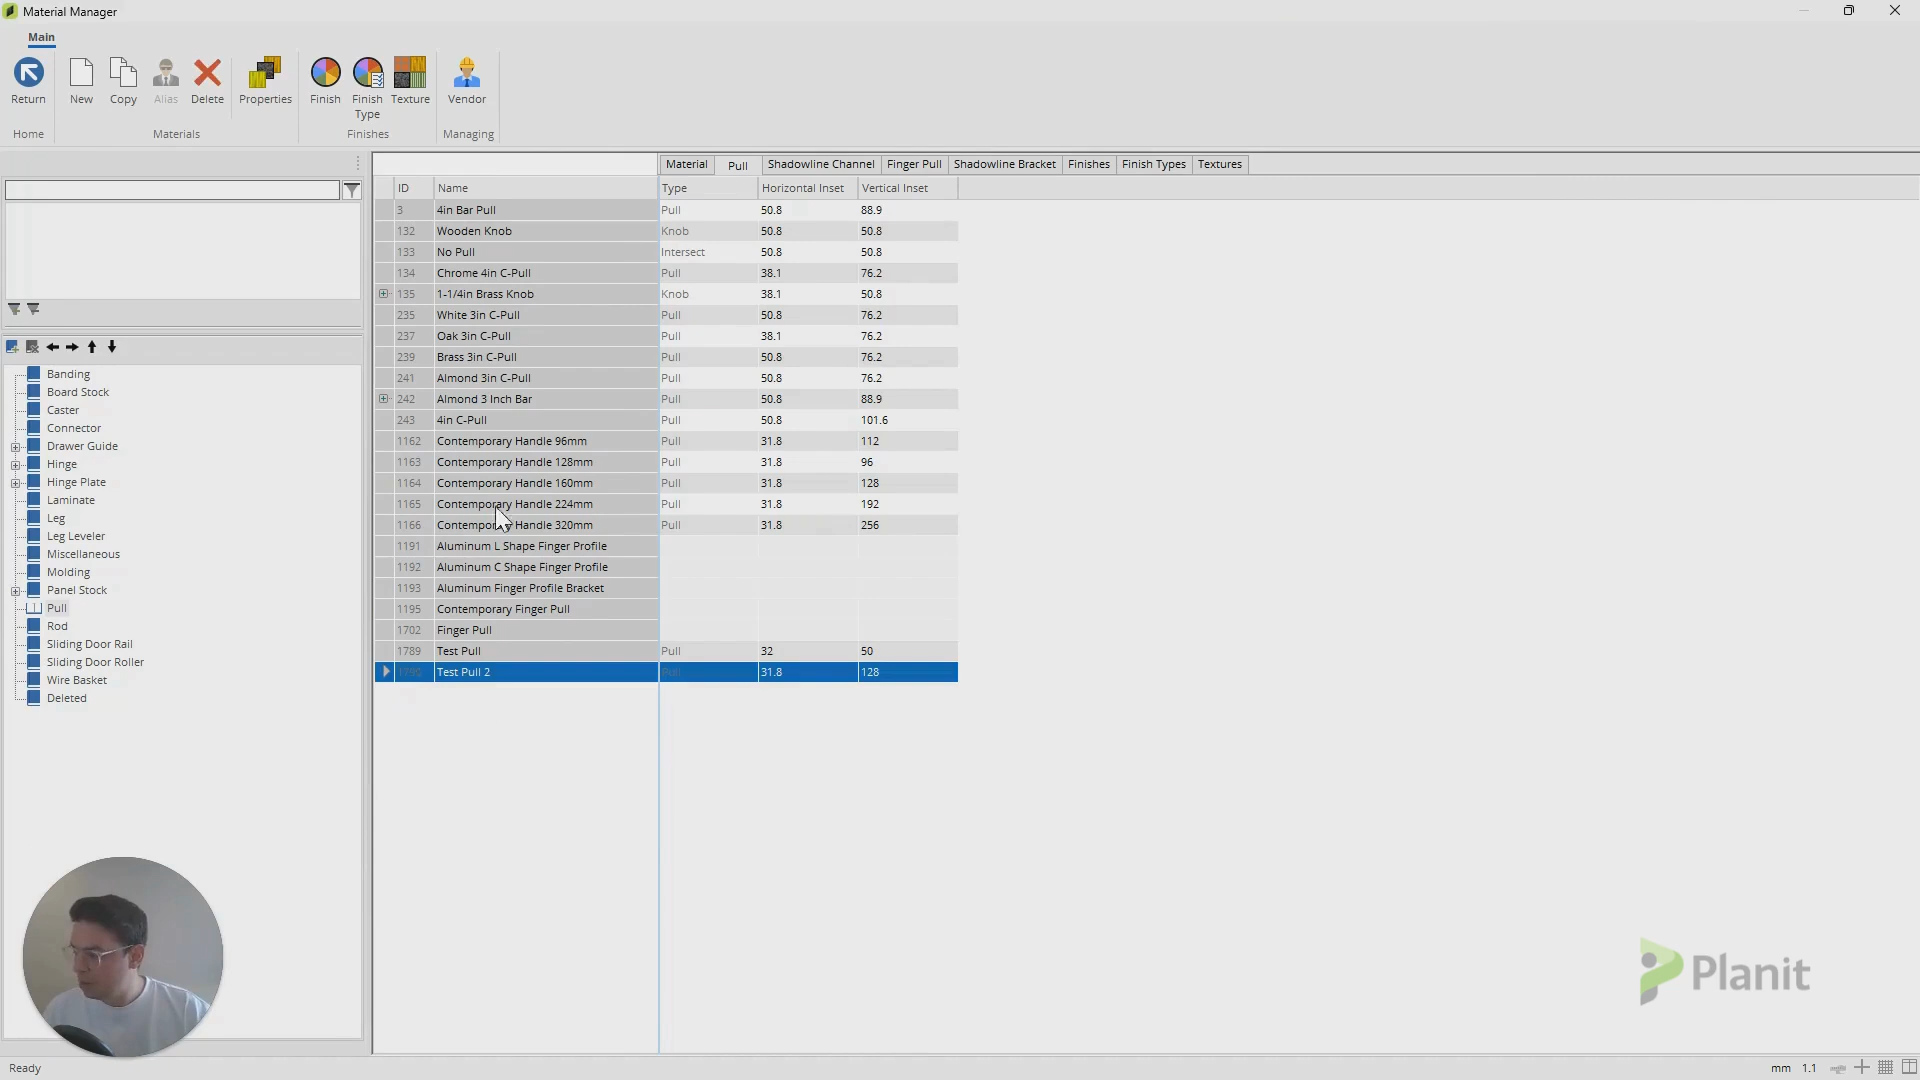 Material Manager
Main
Return New Copy Alias Delete Properties Finish Finish Type Texture Vendor
Home Materials Finishes Managing
Material Pull Shadowline Channel Finger Pull Shadowline Bracket Finishes Finish Types Textures
ID Name Type Horizontal Inset Vertical Inset
3 4in Bar Pull Pull 50.8 88.9
132 Wooden Knob Knob 50.8 50.8
133 No Pull Intersect 50.8 50.8
134 Chrome 4in C-Pull Pull 38.1 76.2
135 1-1/4in Brass Knob Knob 38.1 50.8
235 White 3in C-Pull Pull 50.8 76.2
237 Oak 3in C-Pull Pull 38.1 76.2
239 Brass 3in C-Pull Pull 50.8 76.2
241 Almond 3in C-Pull Pull 50.8 76.2
242 Almond 3 Inch Bar Pull 50.8 88.9
243 4in C-Pull Pull 50.8 101.6
1162 Contemporary Handle 96mm Pull 31.8 112
1163 Contemporary Handle 128mm Pull 31.8 96
1164 Contemporary Handle 160mm Pull 31.8 128
1165 Contemporary Handle 224mm Pull 31.8 192
1166 Contemporary Handle 320mm Pull 31.8 256
1191 Aluminum L Shape Finger Profile
1192 Aluminum C Shape Finger Profile
1193 Aluminum Finger Profile Bracket
1195 Contemporary Finger Pull
1702 Finger Pull
1789 Test Pull Pull 32 50
Test Pull 2 Pull 31.8 128
Banding
Board Stock
Caster
Connector
Drawer Guide
Hinge
Hinge Plate
Laminate
Leg
Leg Leveler
Miscellaneous
Molding
Panel Stock
Pull
Rod
Sliding Door Rail
Sliding Door Roller
Wire Basket
Deleted
Planit
Ready
mm 1.1